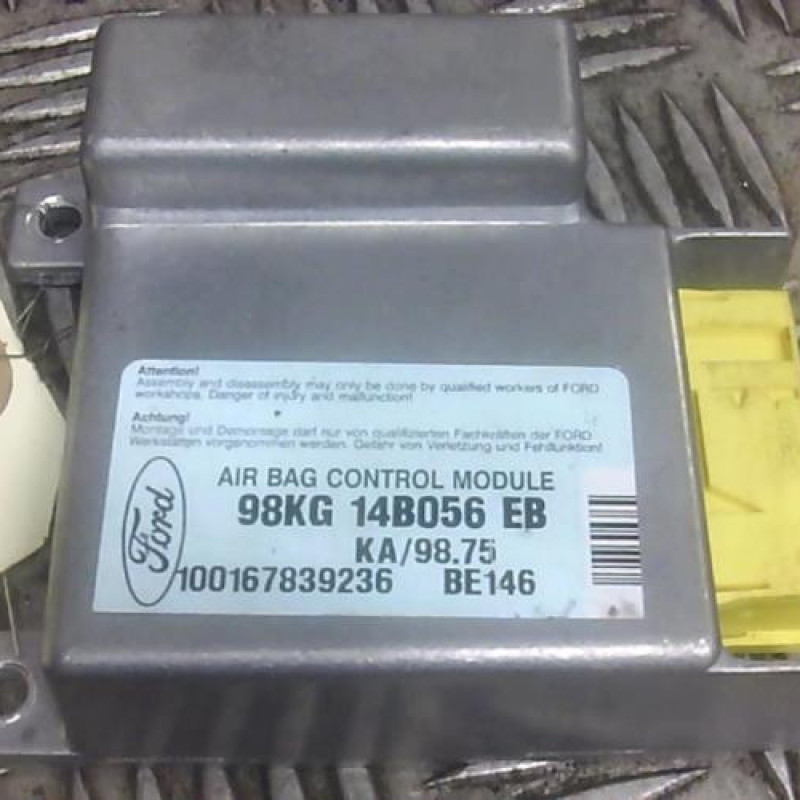 Attention!
Assembly and disassembly may only be done by qualified workers of FORD
workshops. Danger of injury and malfunction!
Achtung!
Montage und Demontage darf nur von qualifizierten Fachkräften der FORD
Werkstätten vorgenommen werden. Gefahr von Verletzung und Fehlfunktion!
AIR BAG CONTROL MODULE
98KG 14B056 EB
KA/98.75
Ford
100167839236 BE146